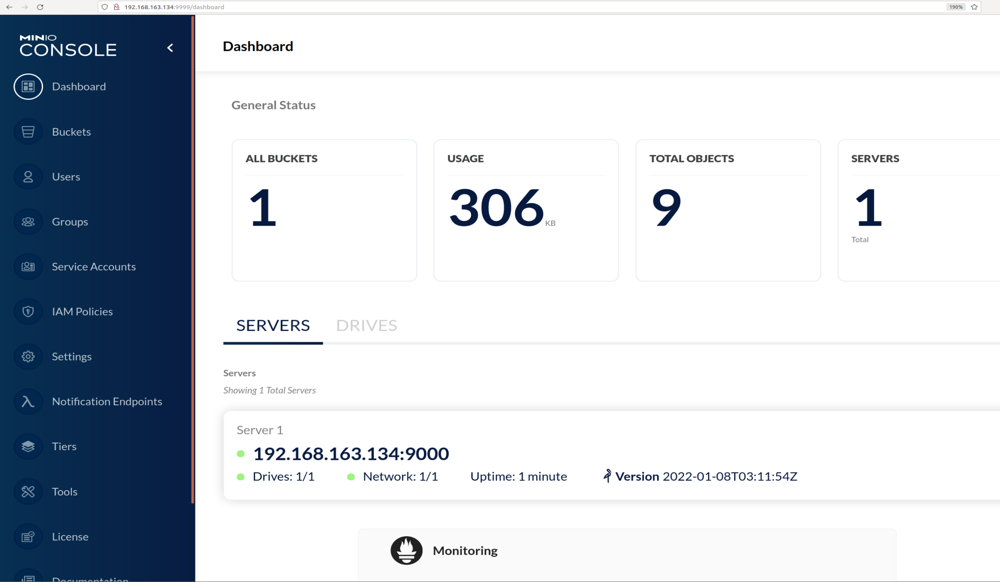 192.168.163.134:9999/dashboard
190%
MINIO
CONSOLE
Dashboard
Buckets
Users
Groups
Service Accounts
IAM Policies
Settings
Notification Endpoints
Tiers
Tools
License
Documentation
Dashboard
General Status
ALL BUCKETS
1
USAGE
306 KB
TOTAL OBJECTS
9
SERVERS
1
Total
SERVERS DRIVES
Servers
Showing 1 Total Servers
Server 1
192.168.163.134:9000
Drives: 1/1 Network: 1/1 Uptime: 1 minute Version 2022-01-08T03:11:54Z
Monitoring